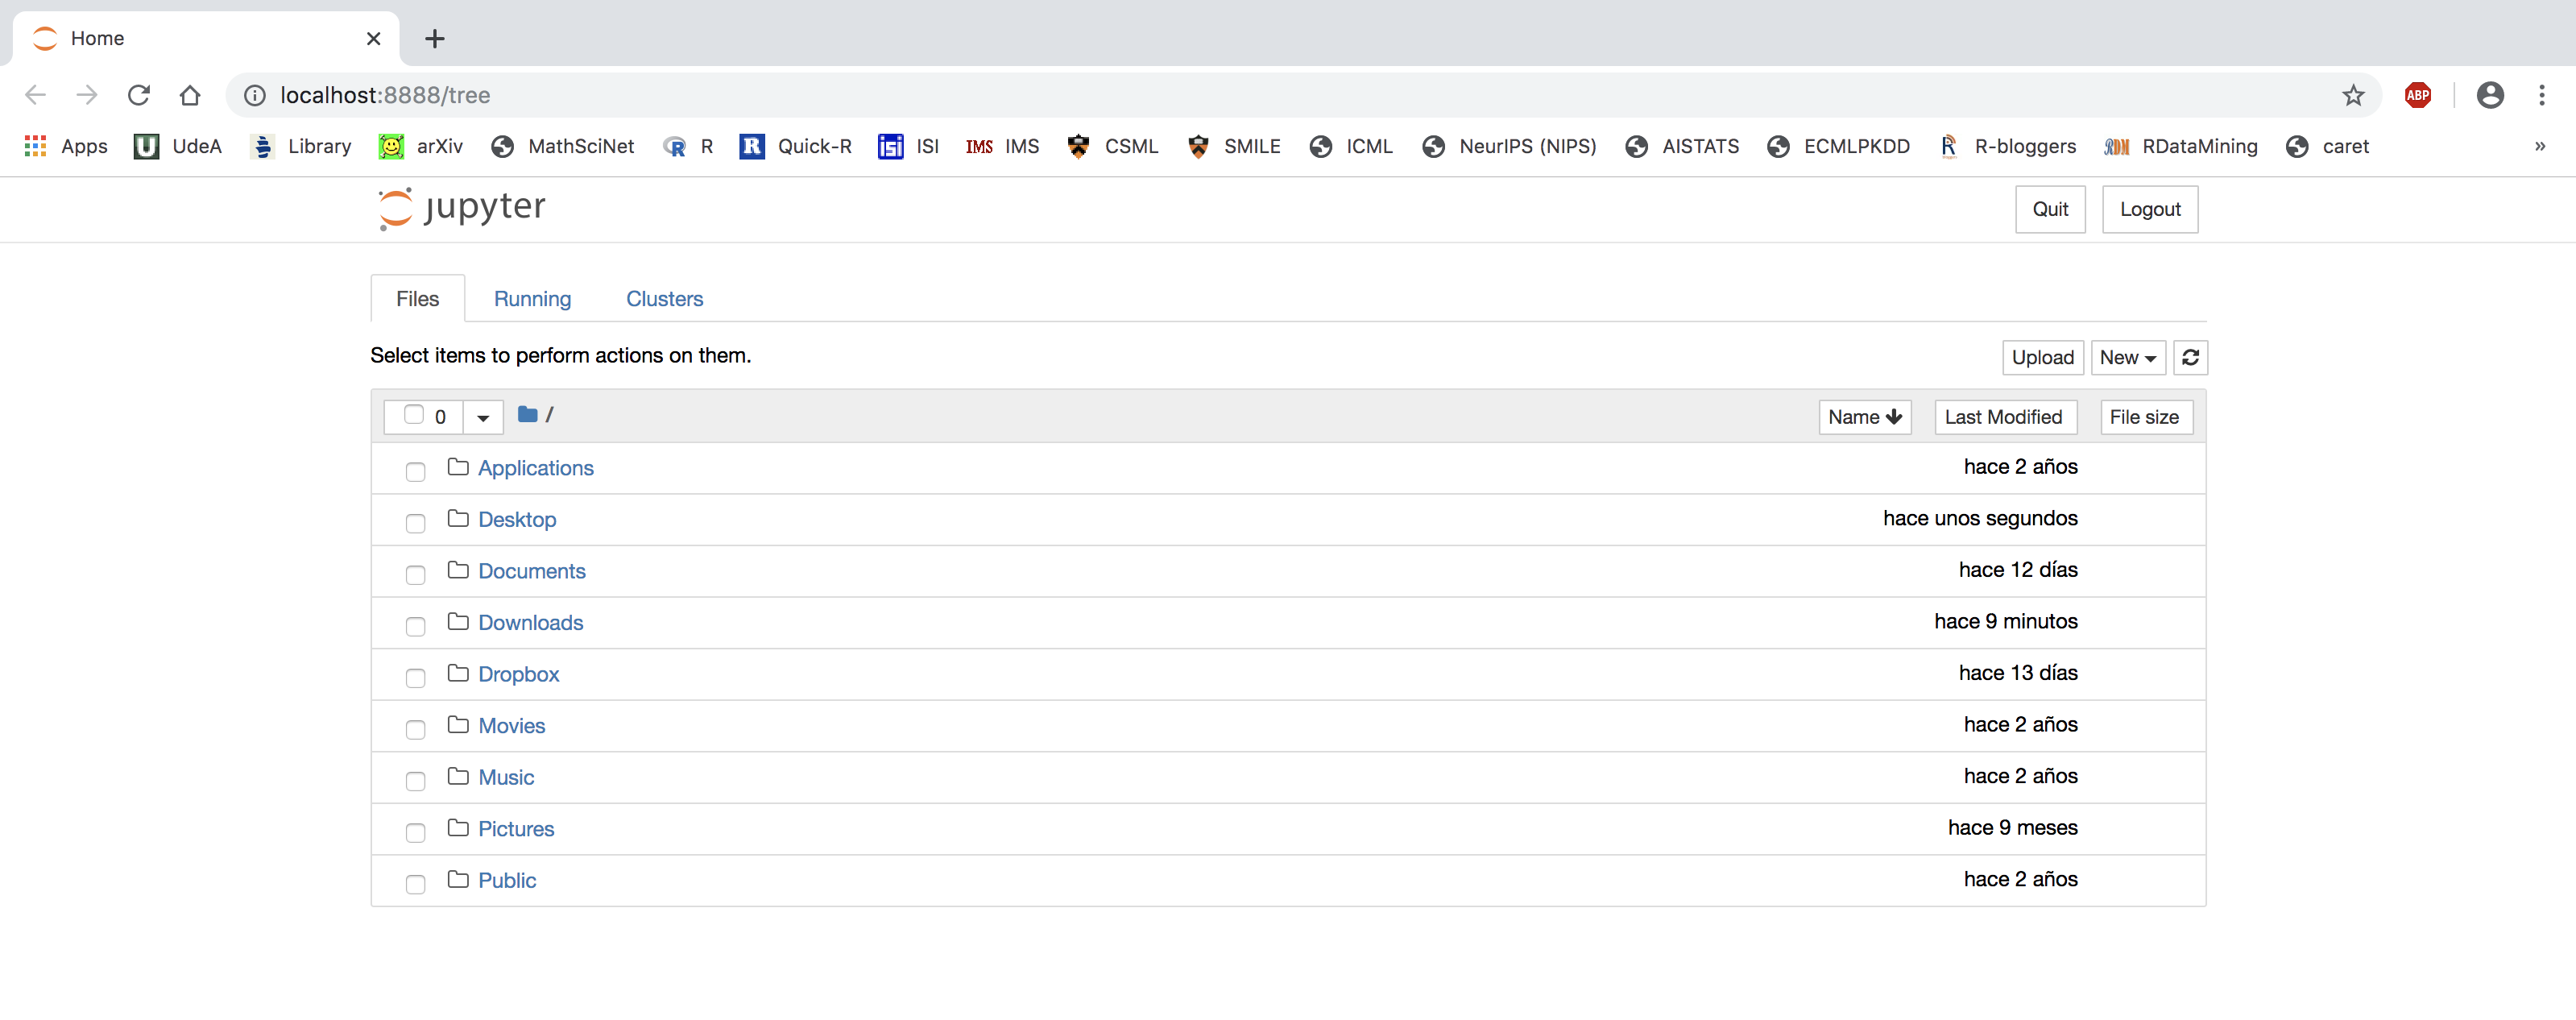 Home
localhost:8888/tree
ABP
Apps UdeA Library arXiv MathSciNet R Quick-R ISI IMS IMS CSML SMILE ICML NeurIPS (NIPS) AISTATS ECMLPKDD R-bloggers RDM RDataMining caret »
jupyter Quit Logout
Files Running Clusters
Select items to perform actions on them. Upload New
0 / Name Last Modified File size
Applications hace 2 años
Desktop hace unos segundos
Documents hace 12 días
Downloads hace 9 minutos
Dropbox hace 13 días
Movies hace 2 años
Music hace 2 años
Pictures hace 9 meses
Public hace 2 años